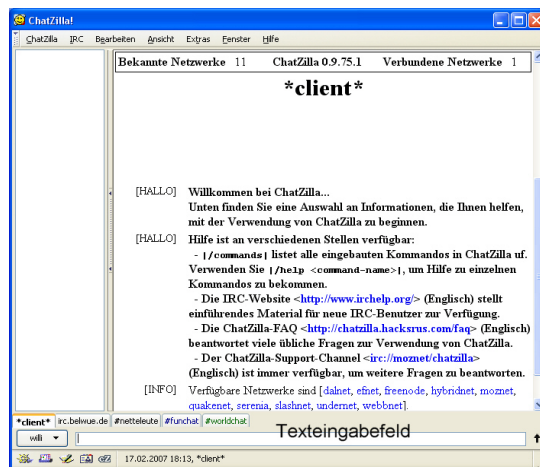 ChatZilla!
ChatZilla IRC Bearbeiten Ansicht Extras Fenster Hilfe
Bekannte Netzwerke 11 ChatZilla 0.9.75.1 Verbundene Netzwerke 1
*client*
[HALLO] Willkommen bei ChatZilla...
Unten finden Sie eine Auswahl an Informationen, die Ihnen helfen,
mit der Verwendung von ChatZilla zu beginnen.
[HALLO] Hilfe ist an verschiedenen Stellen verfügbar:
- |/commands| listet alle eingebauten Kommandos in ChatZilla uf.
Verwenden Sie |/help <command-name>|, um Hilfe zu einzelnen
Kommandos zu bekommen.
- Die IRC-Website <http://www.irchelp.org/> (Englisch) stellt
einführendes Material für neue IRC-Benutzer zur Verfügung.
- Die ChatZilla-FAQ <http://chatzilla.hacksrus.com/faq> (Englisch)
beantwortet viele übliche Fragen zur Verwendung von ChatZilla.
- Der ChatZilla-Support-Channel <irc://moznet/chatzilla>
(Englisch) ist immer verfügbar, um weitere Fragen zu beantworten.
[INFO] Verfügbare Netzwerke sind [dalnet, efnet, freenode, hybridnet, moznet,
quakenet, serenia, slashnet, undernet, webbnet].
*client* irc.belwue.de #netteleute #funchat #worldchat
willi Texteingabefeld
17.02.2007 18:13, *client*